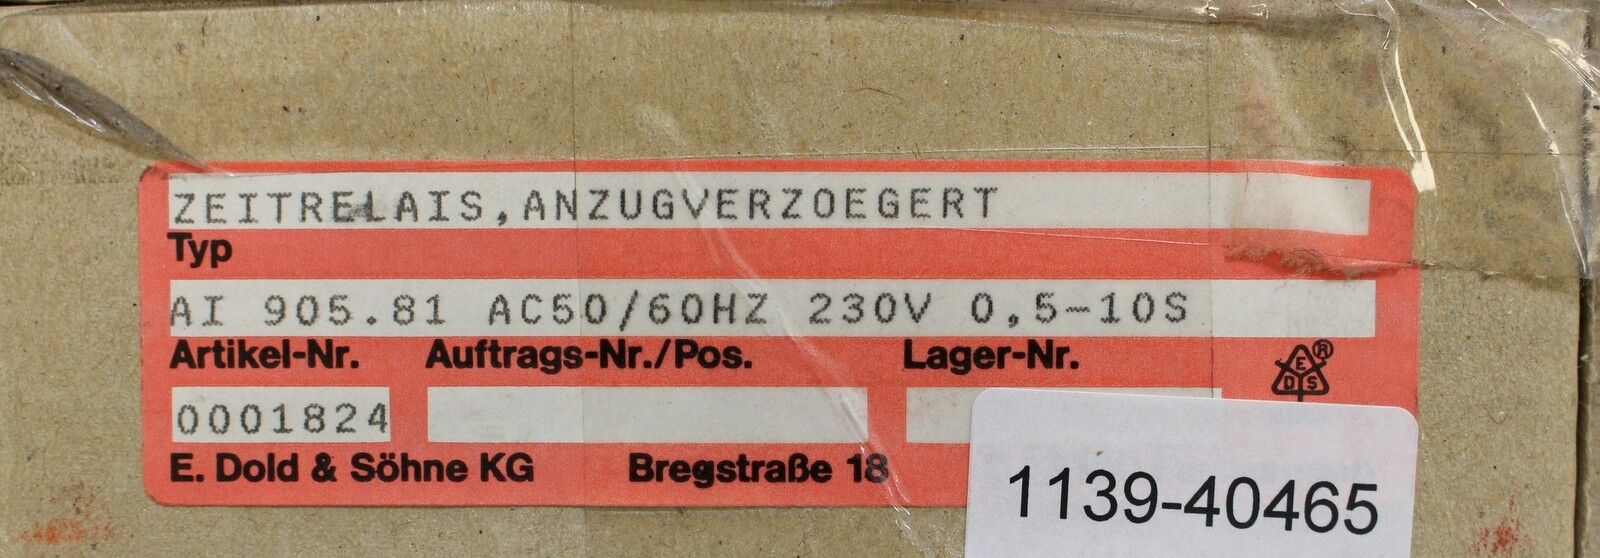 ZEITRELAIS,ANZUGVERZOEGERT
Typ
AI 905.81 AC50/60HZ 230V 0,5-10S
Artikel-Nr. Auftrags-Nr./Pos. Lager-Nr.
E D S ®
0001824
E. Dold & Söhne KG Bregstraße 18
1139-40465